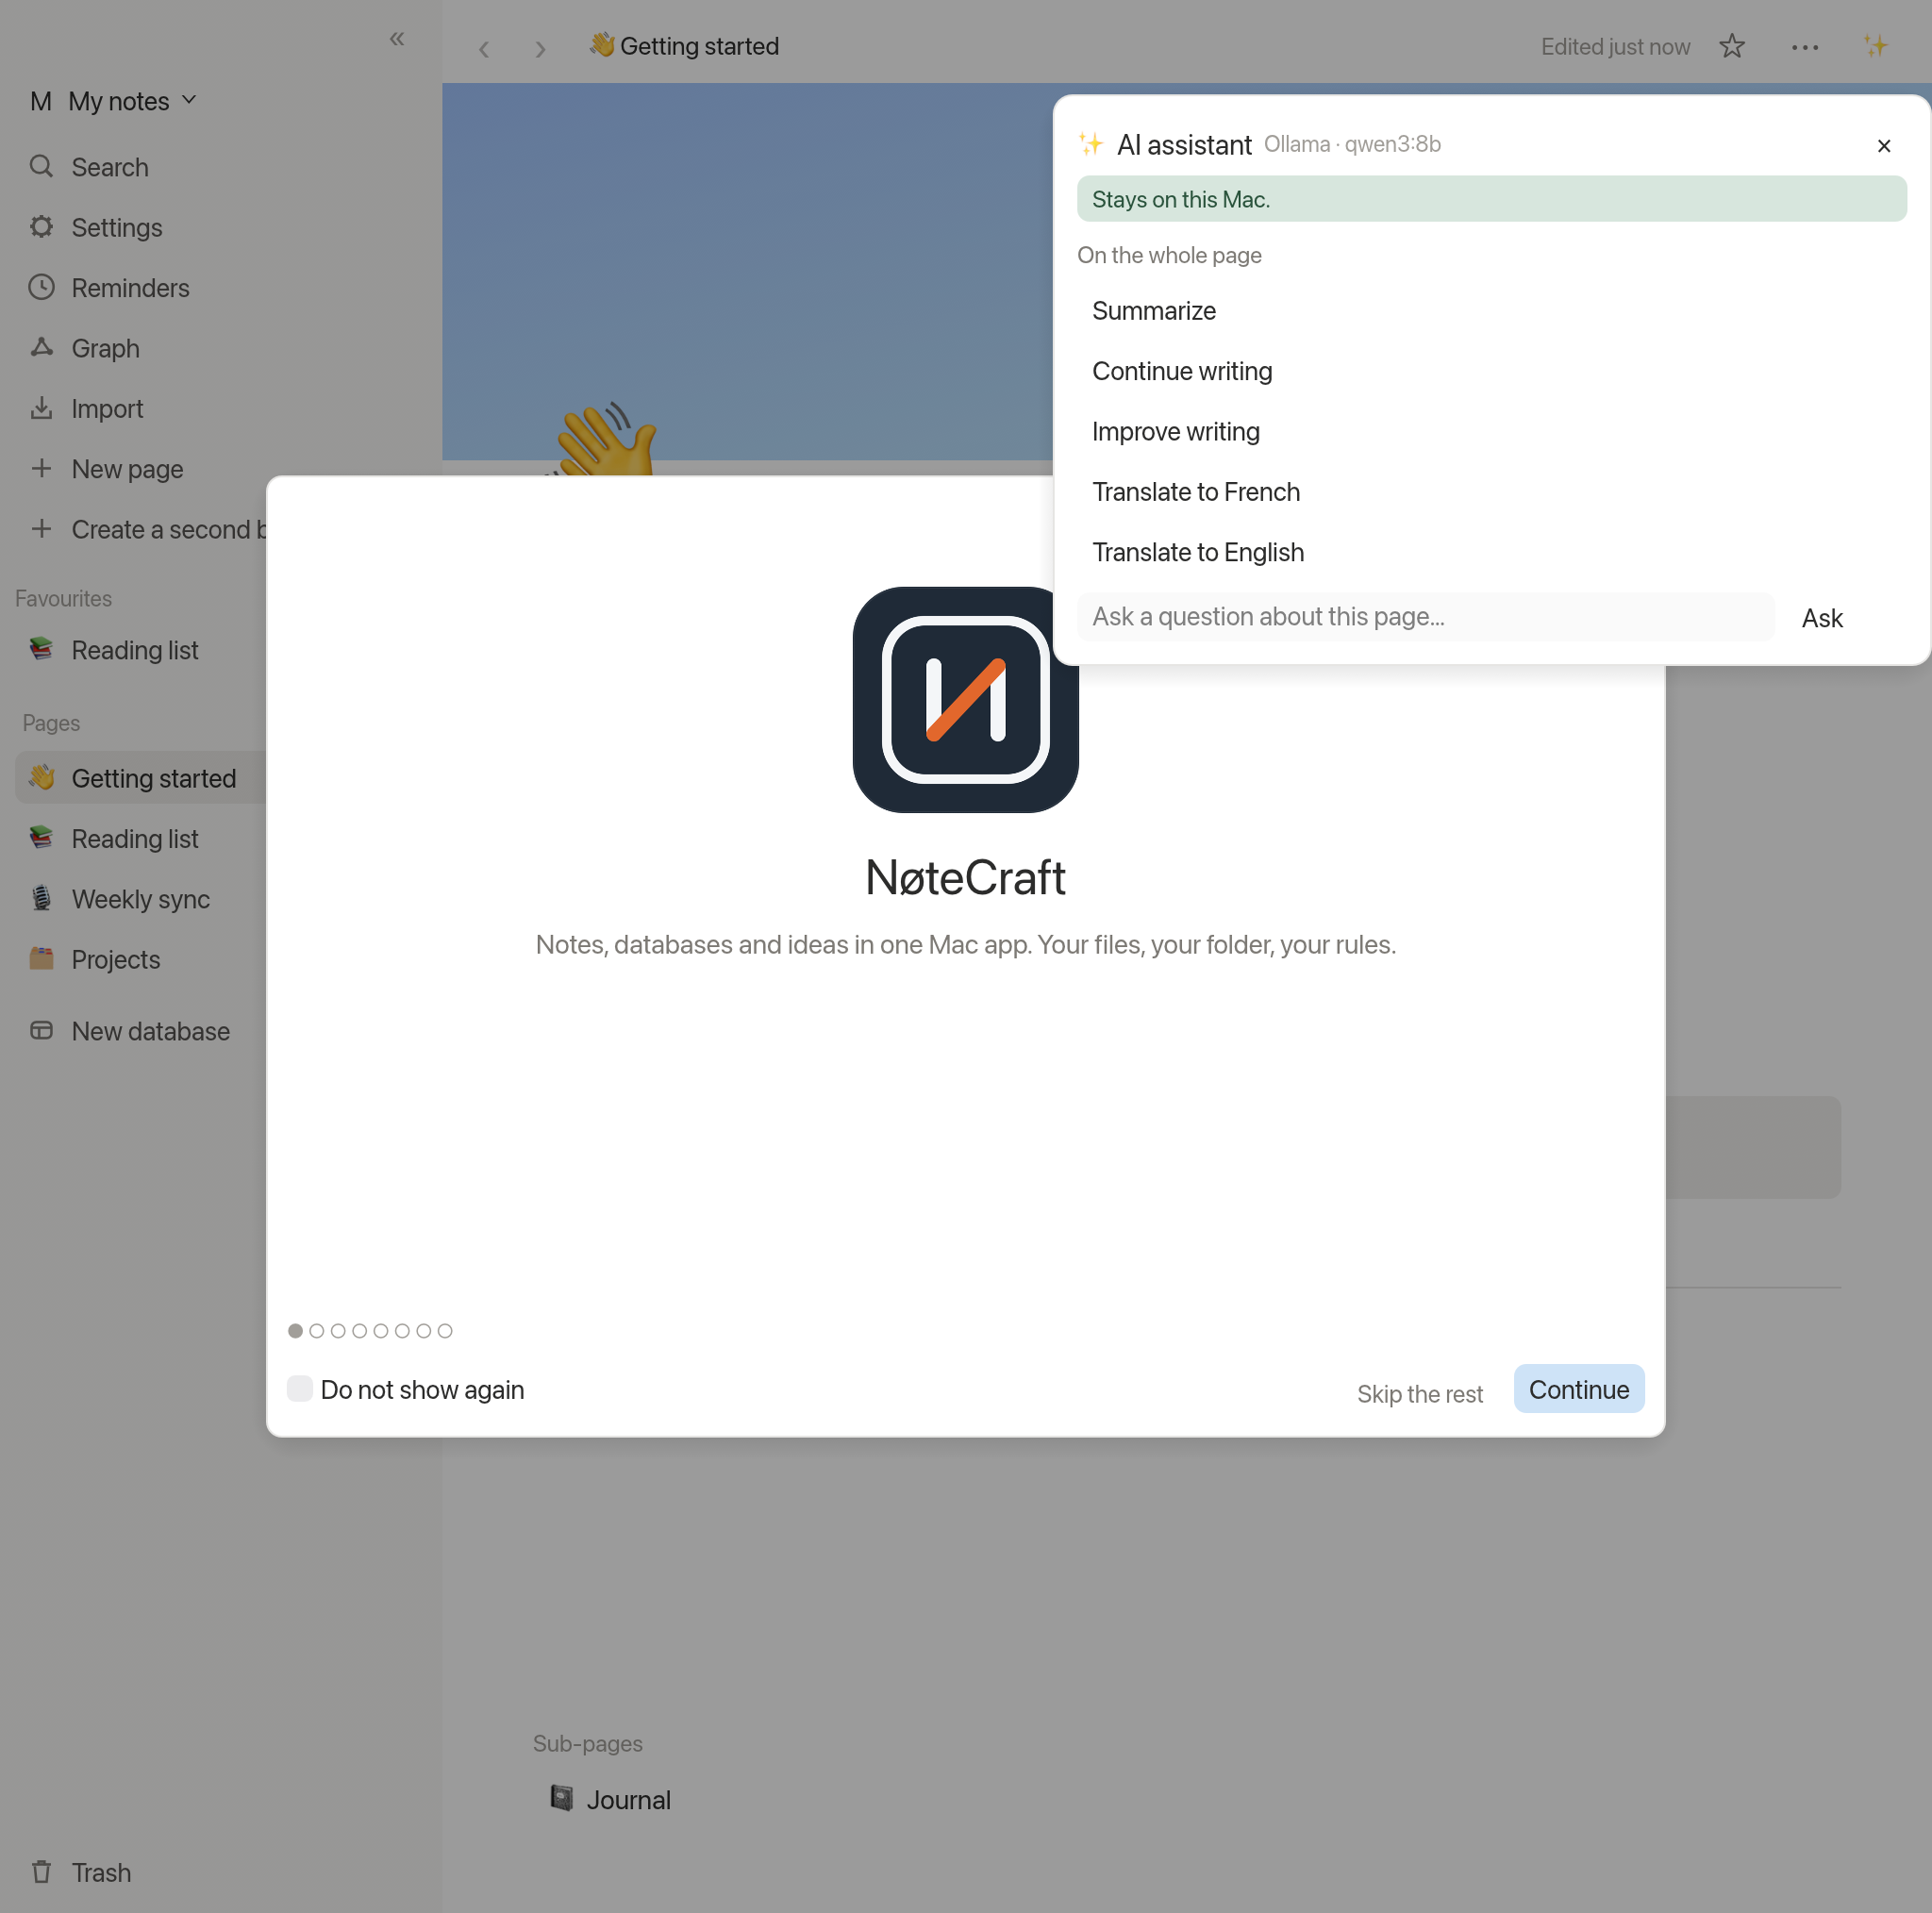 «
M My notes
Search
Settings
Reminders
Graph
Import
New page
Create a second
Favourites
Reading list
Pages
Getting started
Reading list
Weekly sync
Projects
New database
Trash
‹ › 👋 Getting started
Edited just now
AI assistant Ollama · qwen3:8b ×
Stays on this Mac.
On the whole page
Summarize
Continue writing
Improve writing
Translate to French
Translate to English
Ask a question about this page... Ask
NøteCraft
Notes, databases and ideas in one Mac app. Your files, your folder, your rules.
Do not show again
Skip the rest
Continue
Sub-pages
Journal